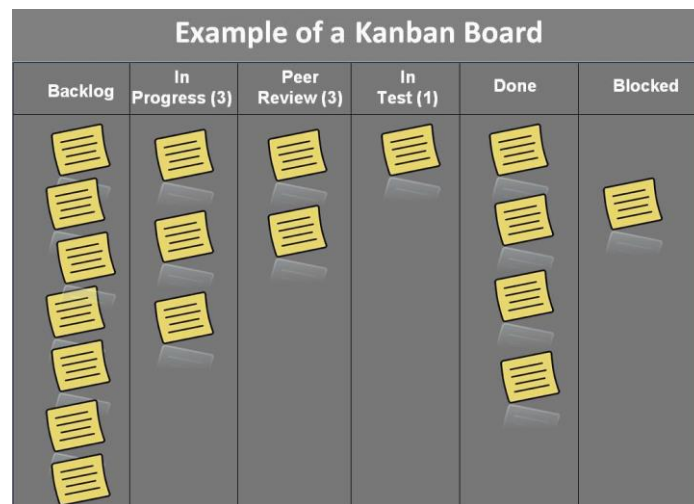 Example of a Kanban Board
Backlog
In
Progress (3)
Peer
Review (3)
In
Test (1)
Done
Blocked